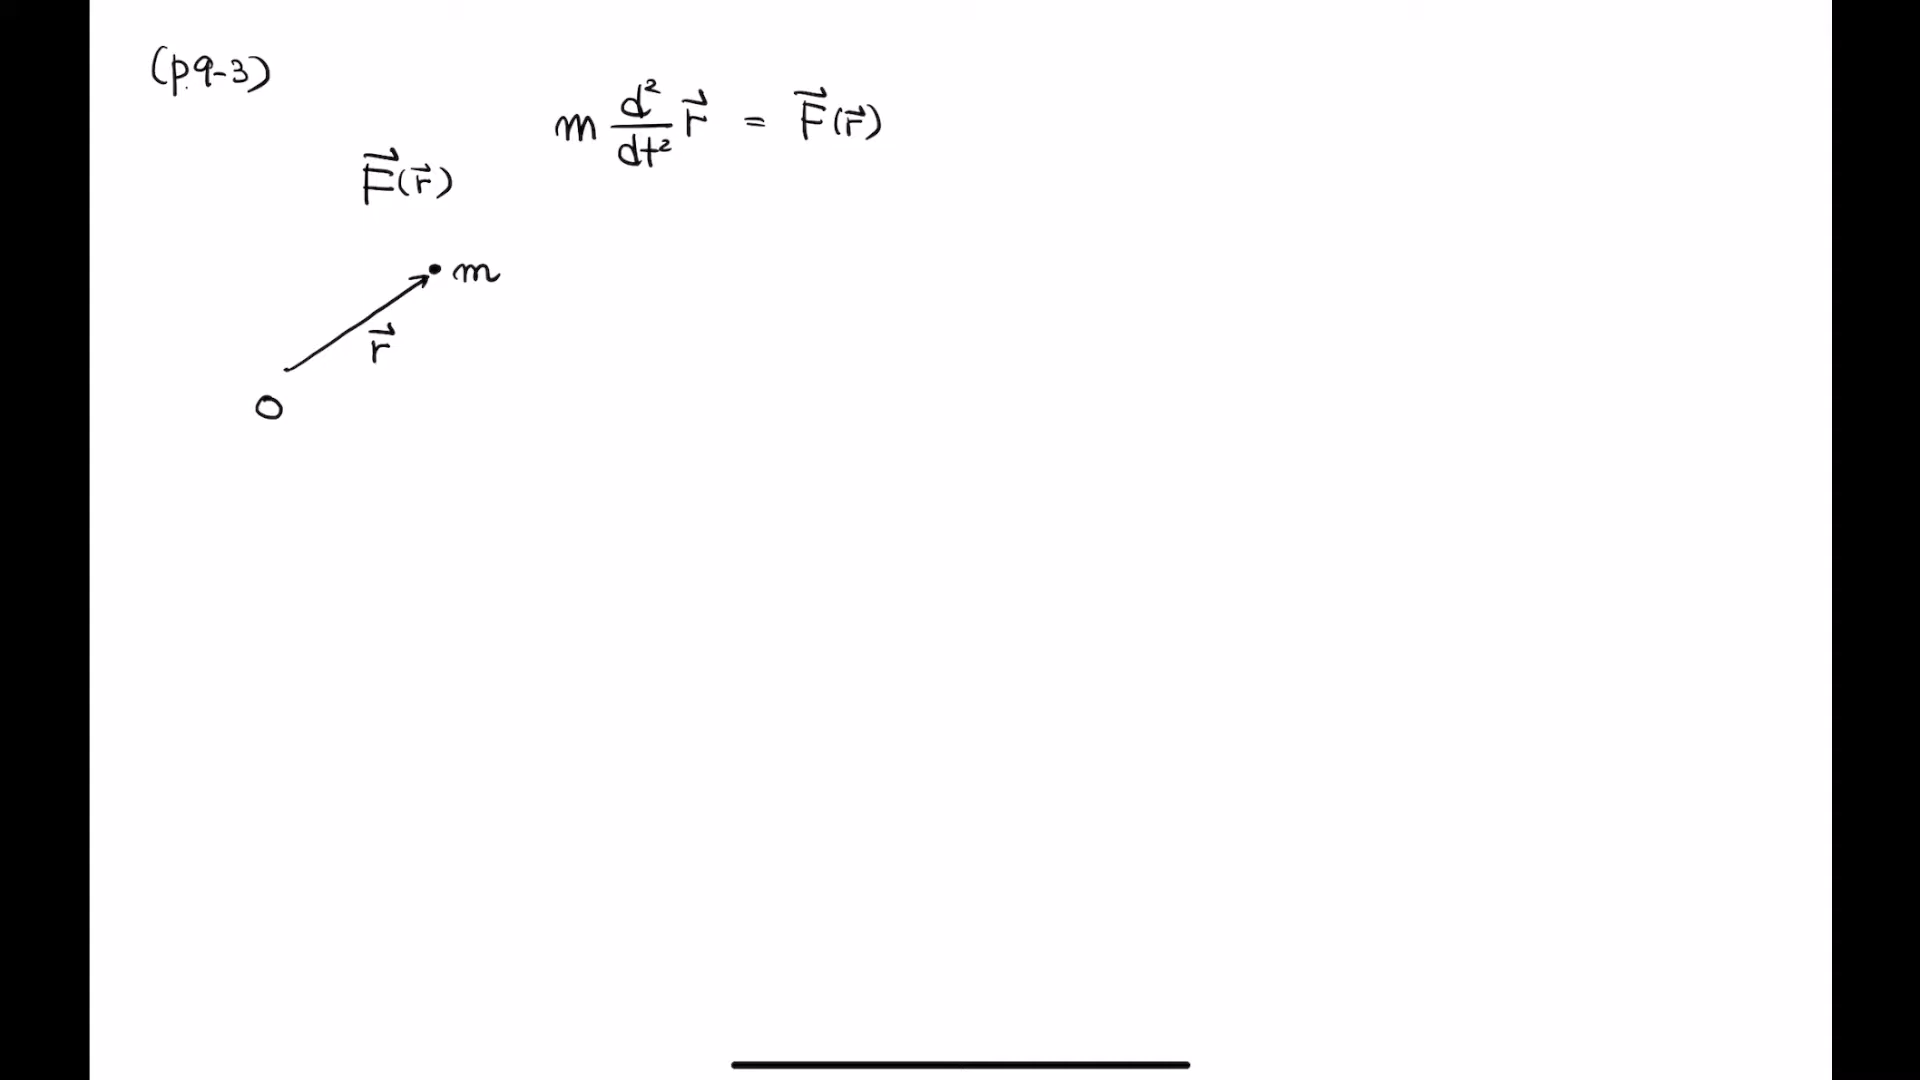 (p.9-3)
m d²/dt² r⃗ = F⃗(r⃗)
F⃗(r⃗)
m
r⃗
O